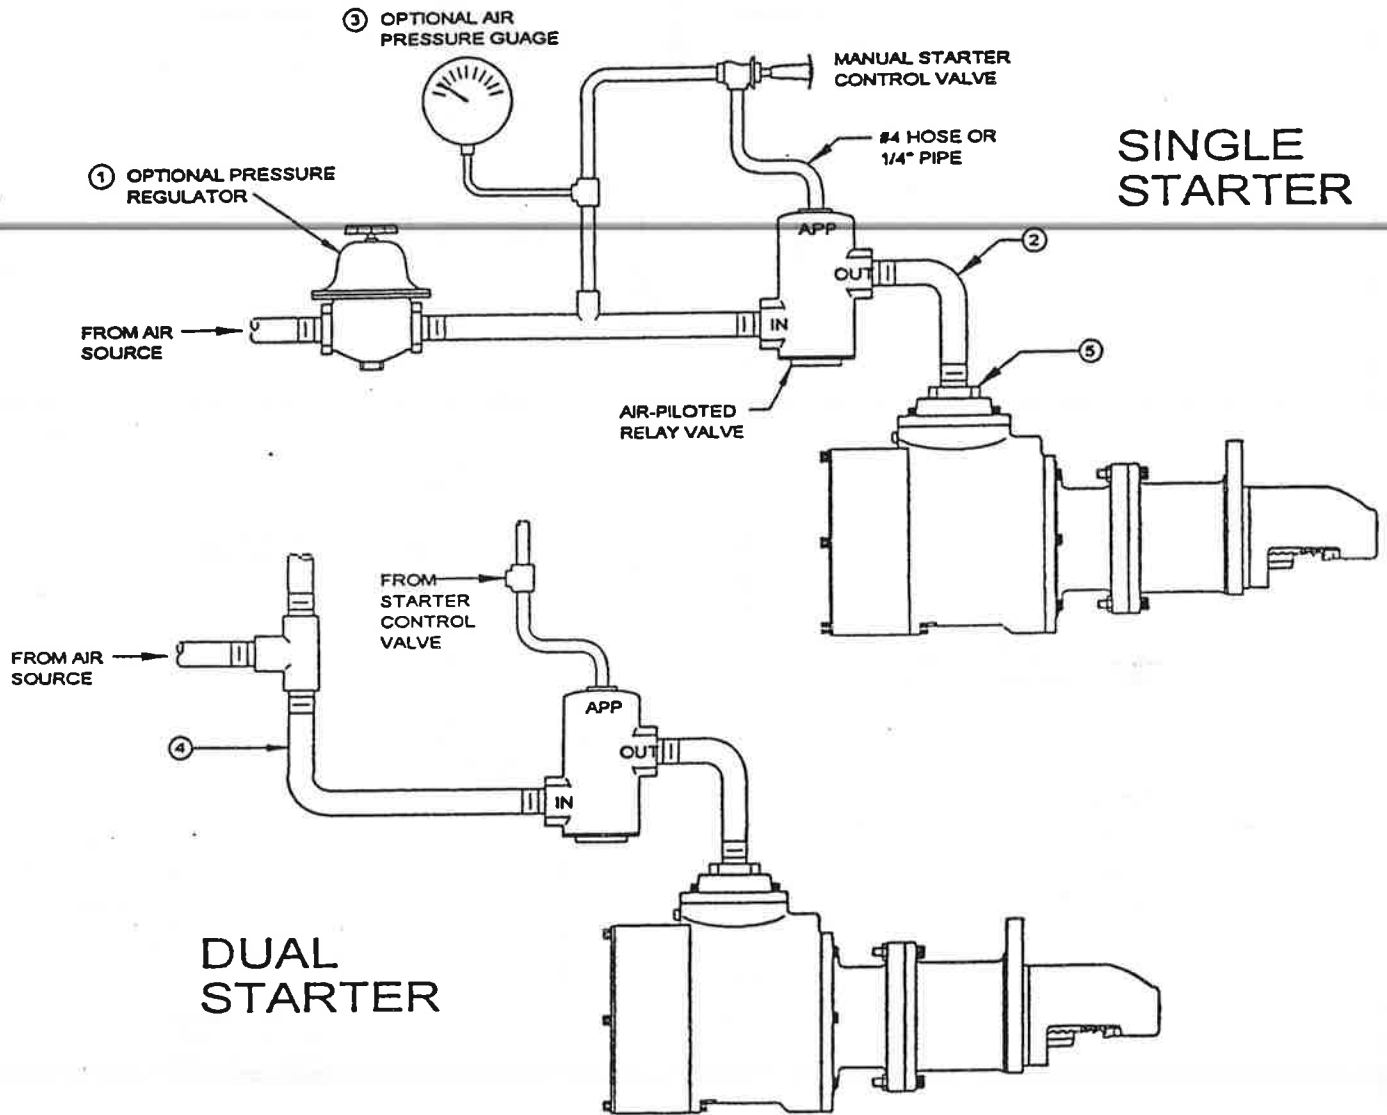 ③ OPTIONAL AIR
PRESSURE GUAGE
MANUAL STARTER
CONTROL VALVE
#4 HOSE OR
1/4" PIPE
SINGLE
STARTER
① OPTIONAL PRESSURE
REGULATOR
APP
②
OUT
FROM AIR
SOURCE
IN
⑤
AIR-PILOTED
RELAY VALVE
FROM
STARTER
CONTROL
VALVE
FROM AIR
SOURCE
APP
④
OUT
IN
DUAL
STARTER